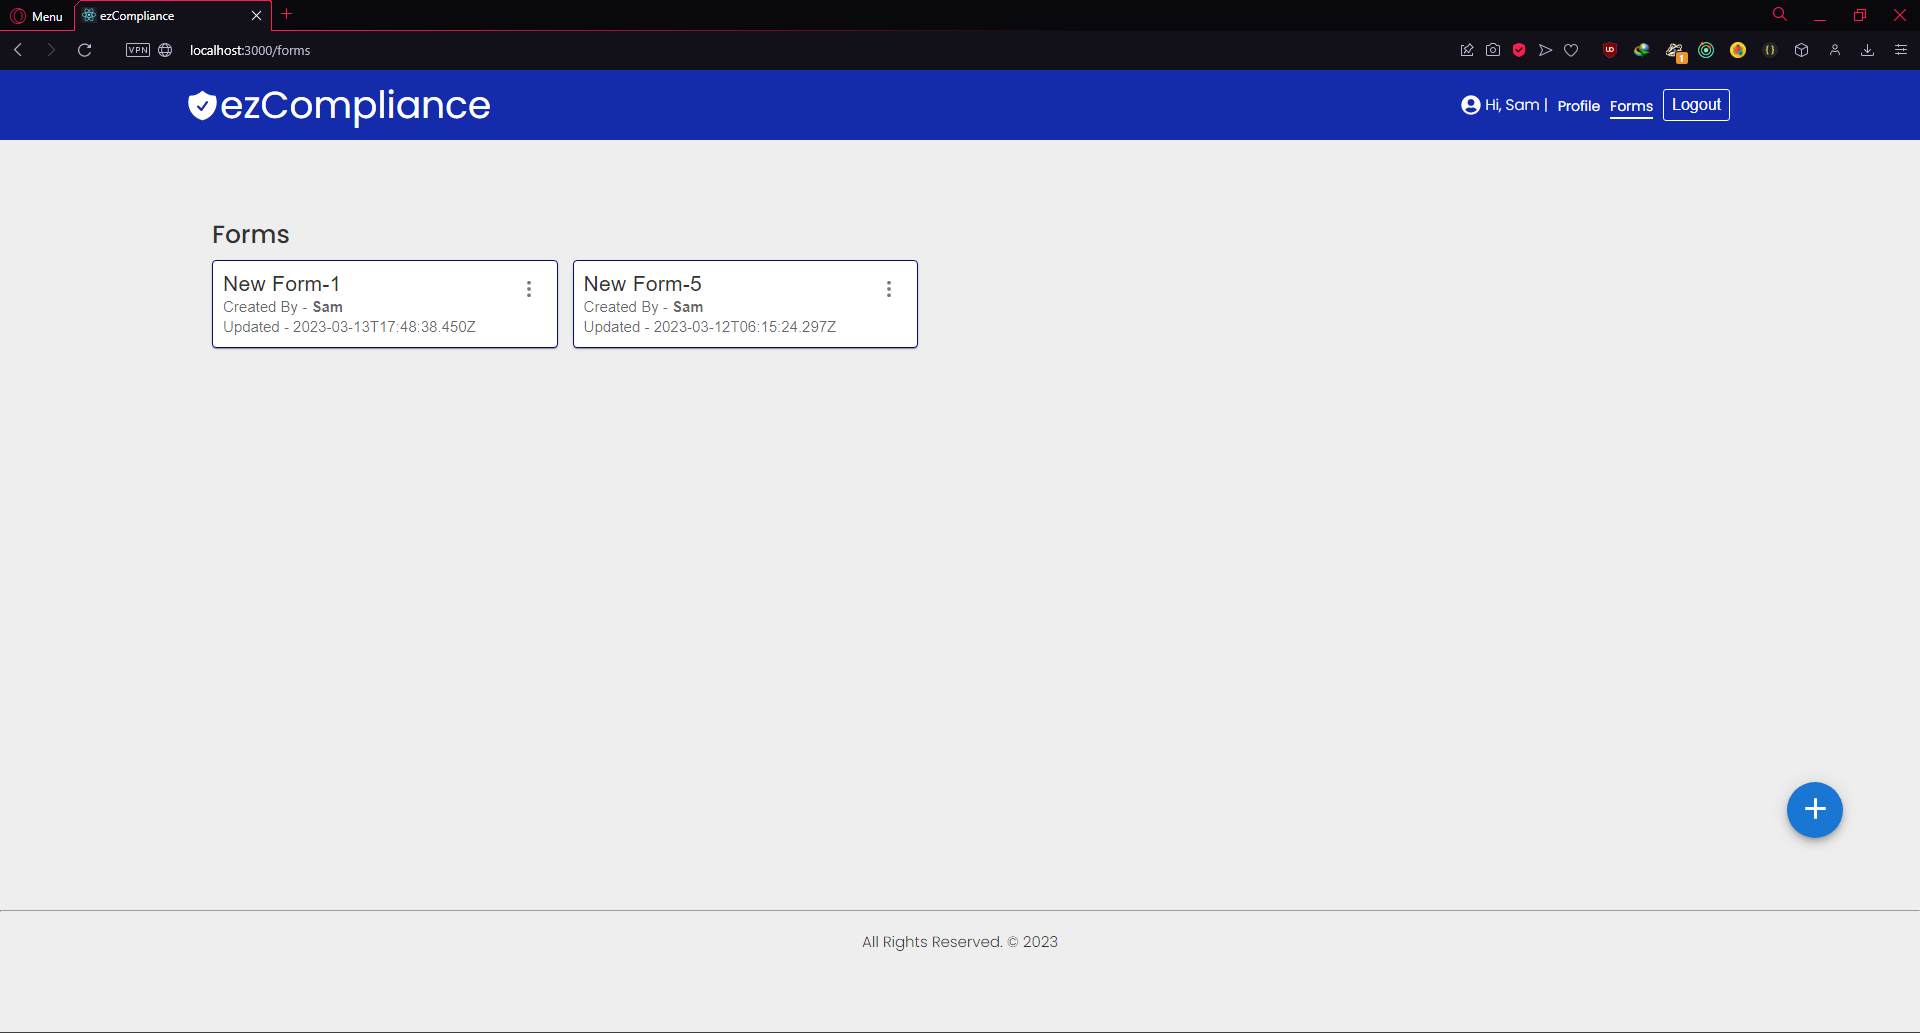 Menu
ezCompliance
VPN
localhost:3000/forms
UD
1
ezCompliance
Hi, Sam |
Profile
Forms
Logout
Forms
New Form-1
Created By - Sam
Updated - 2023-03-13T17:48:38.450Z
New Form-5
Created By - Sam
Updated - 2023-03-12T06:15:24.297Z
All Rights Reserved. © 2023